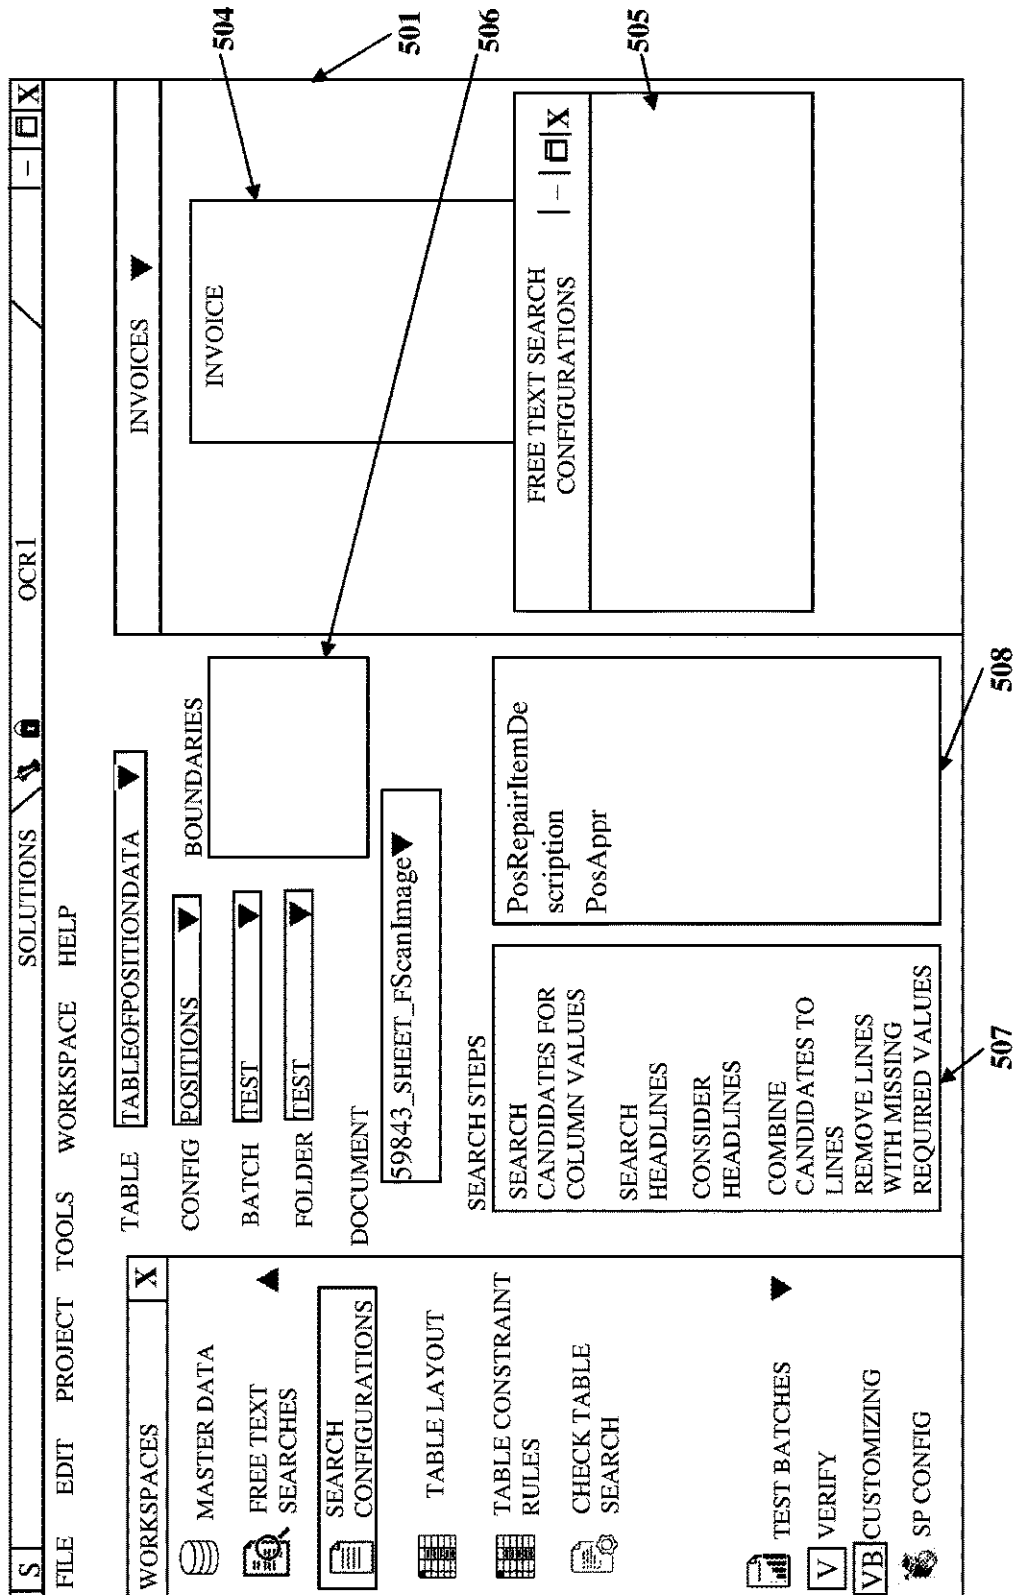 S SOLUTIONS OCR1 – X
FILE EDIT PROJECT TOOLS WORKSPACE HELP
WORKSPACES X
MASTER DATA
FREE TEXT
SEARCHES
SEARCH
CONFIGURATIONS
TABLE LAYOUT
TABLE CONSTRAINT
RULES
CHECK TABLE
SEARCH
TEST BATCHES
V VERIFY
VB CUSTOMIZING
SP CONFIG
TABLE TABLEOFPOSITIONDATA
CONFIG POSITIONS
BATCH TEST
FOLDER TEST
BOUNDARIES
DOCUMENT
59843_SHEET_FScanImage
SEARCH STEPS
SEARCH
CANDIDATES FOR
COLUMN VALUES
SEARCH
HEADLINES
CONSIDER
HEADLINES
COMBINE
CANDIDATES TO
LINES
REMOVE LINES
WITH MISSING
REQUIRED VALUES
PosRepairItemDe
scription
PosAppr
INVOICES
INVOICE
FREE TEXT SEARCH
CONFIGURATIONS
– X
504
501
506
505
507
508